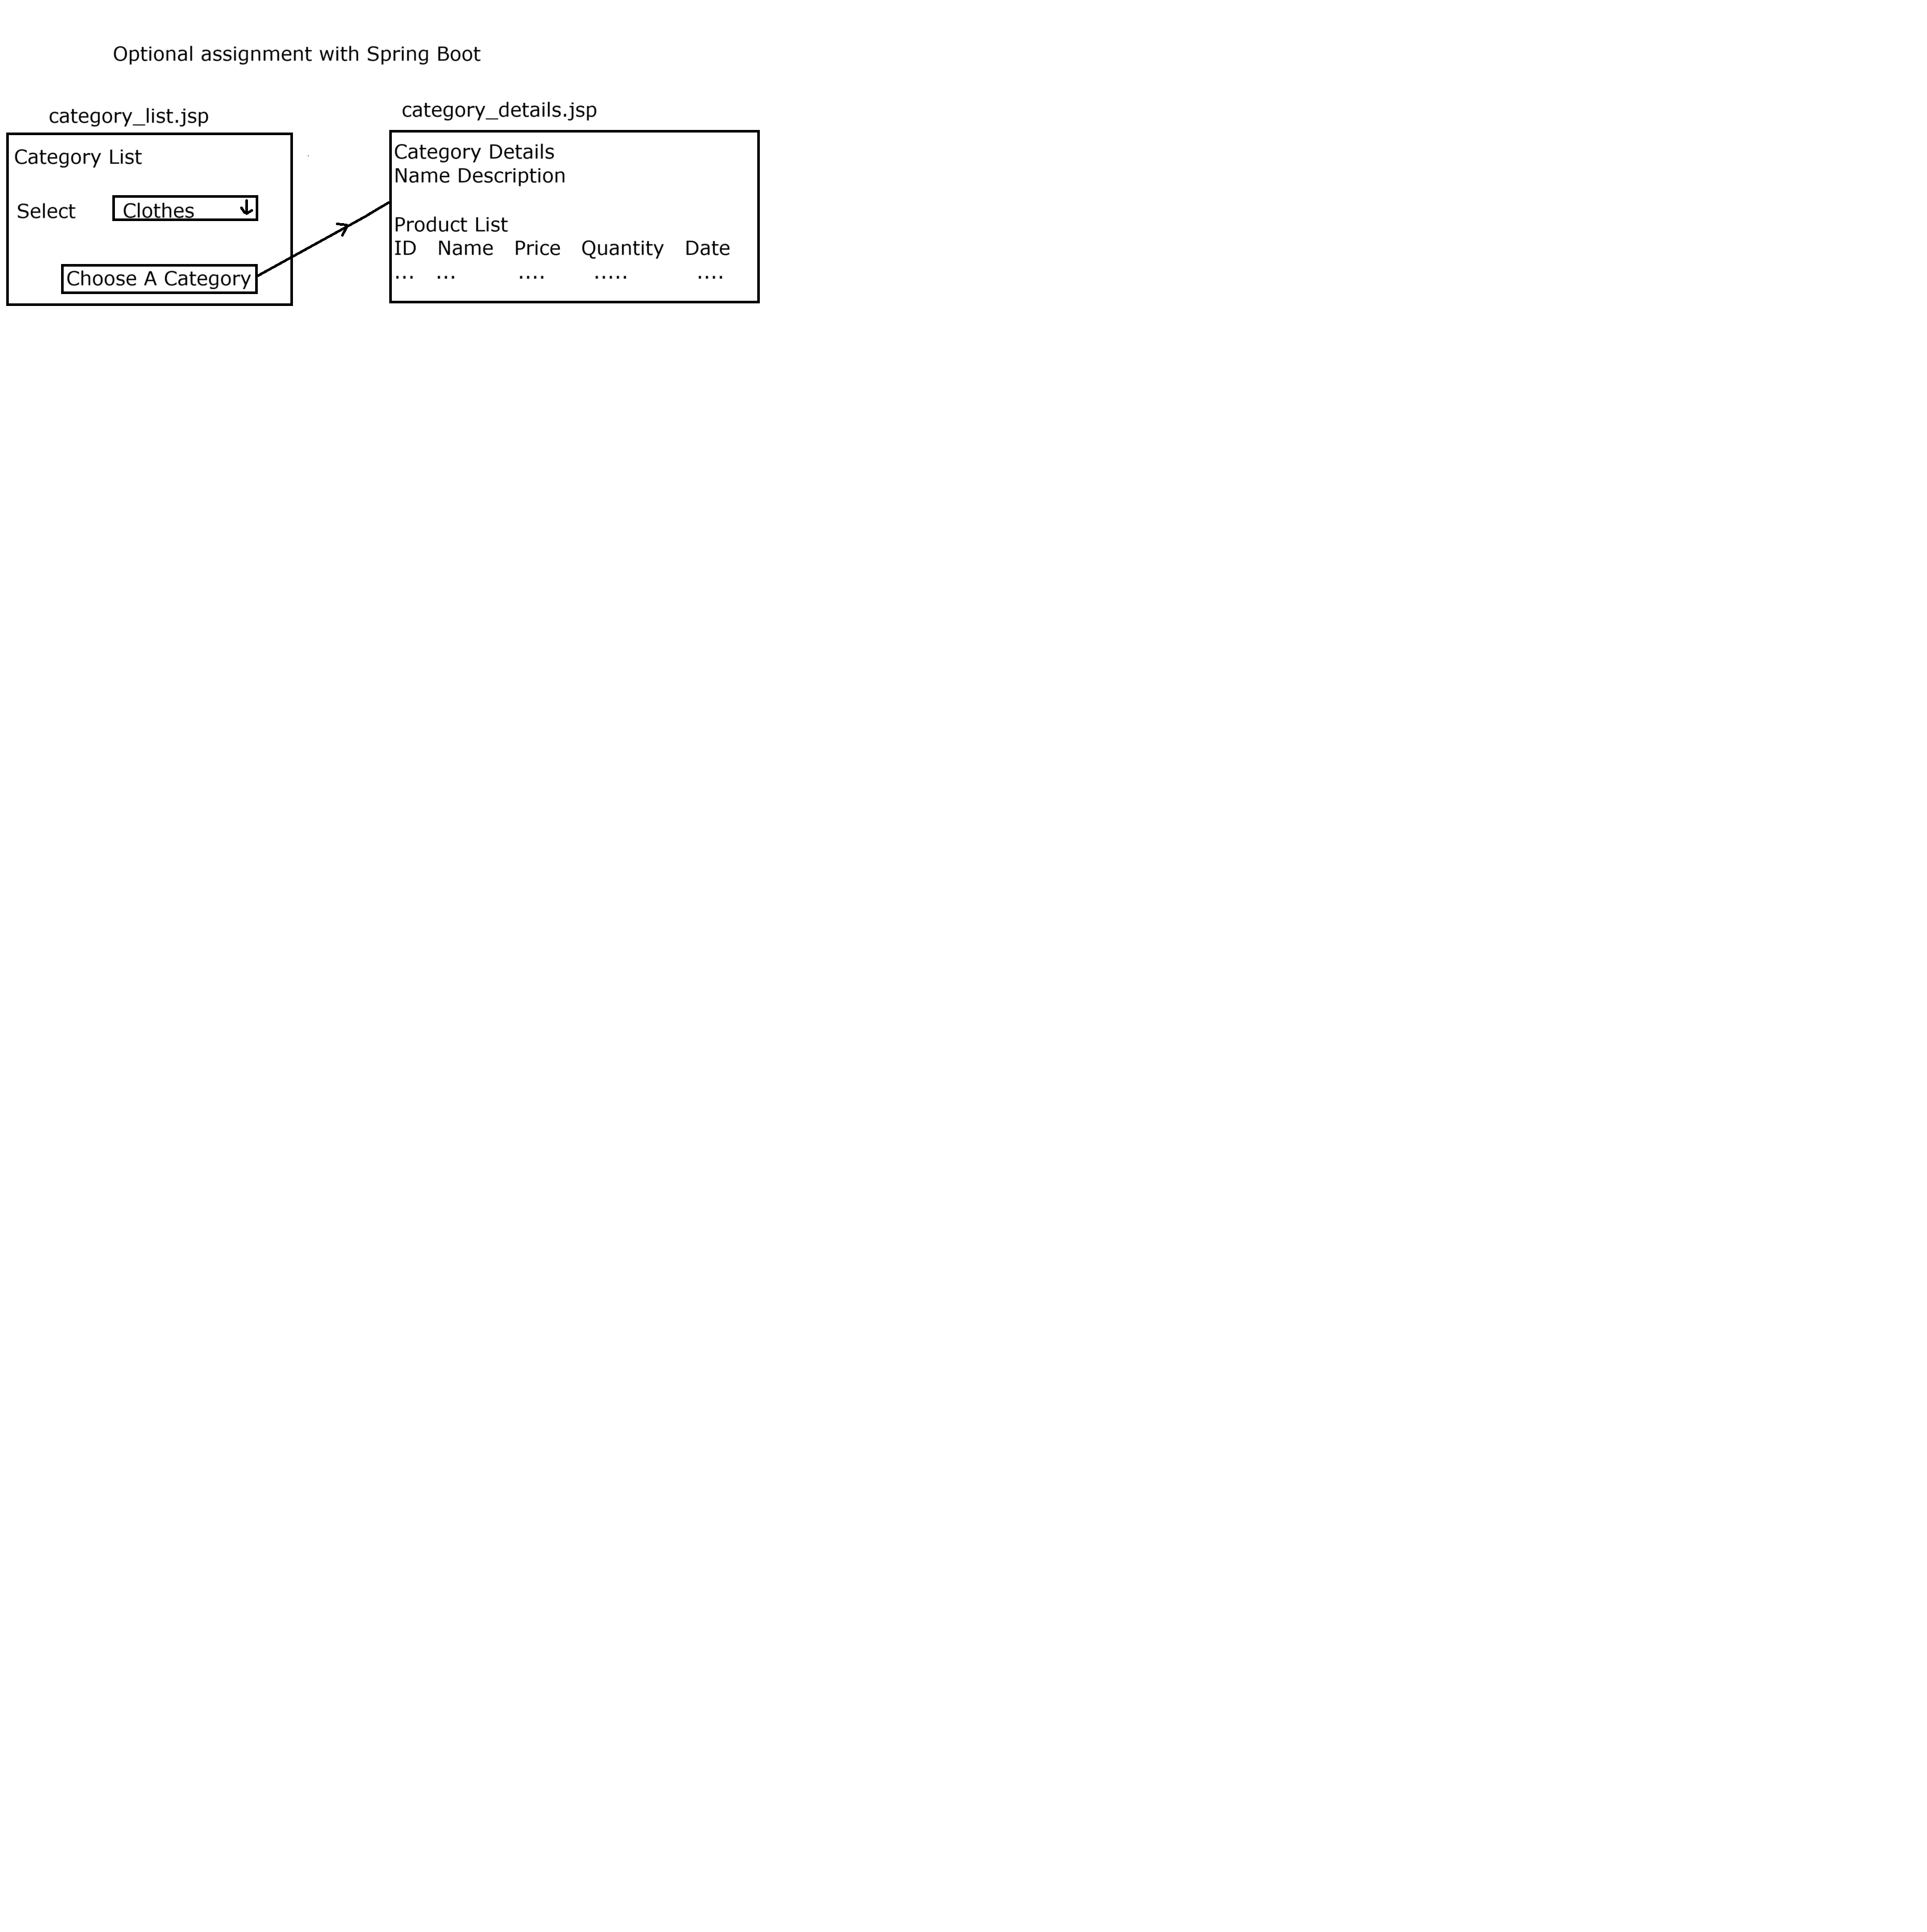 Optional assignment with Spring Boot
category_list.jsp
Category List
Select
Clothes
Choose A Category
category_details.jsp
Category Details
Name Description
Product List
ID Name Price Quantity Date
... ... .... ..... ....